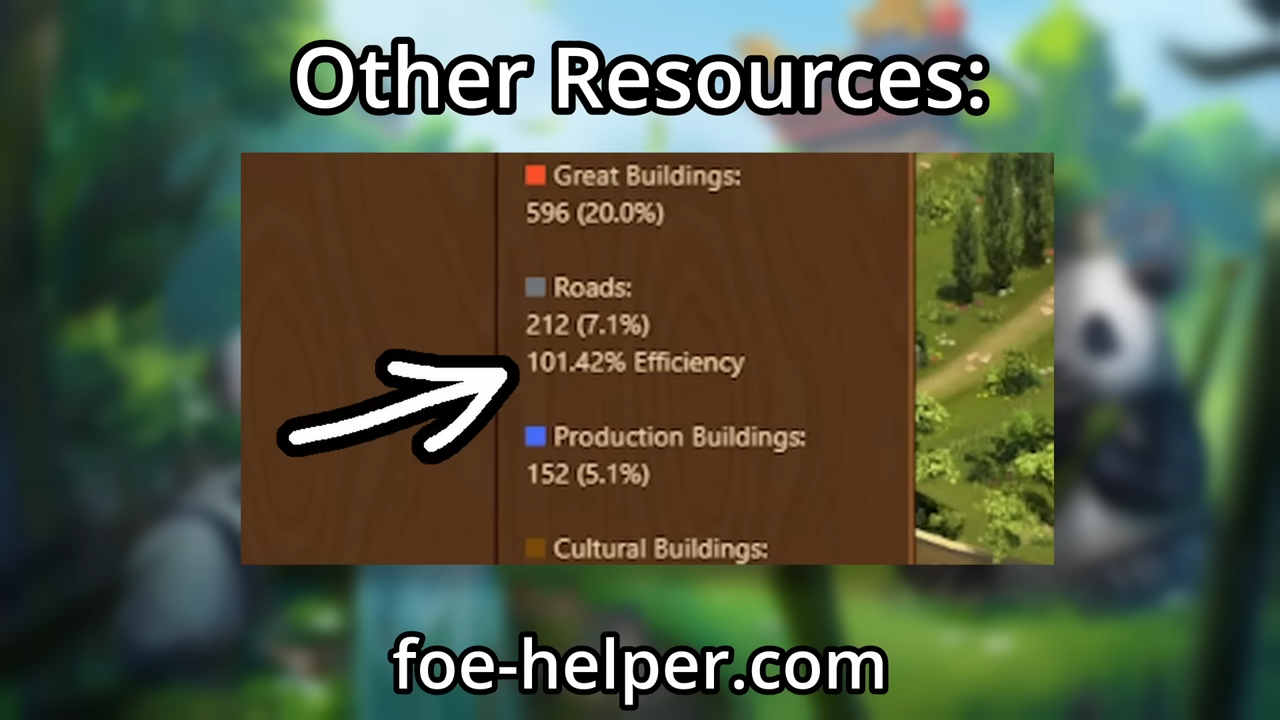 Other Resources:
Great Buildings:
596 (20.0%)
Roads:
212 (7.1%)
101.42% Efficiency
Production Buildings:
152 (5.1%)
Cultural Buildings:
foe-helper.com